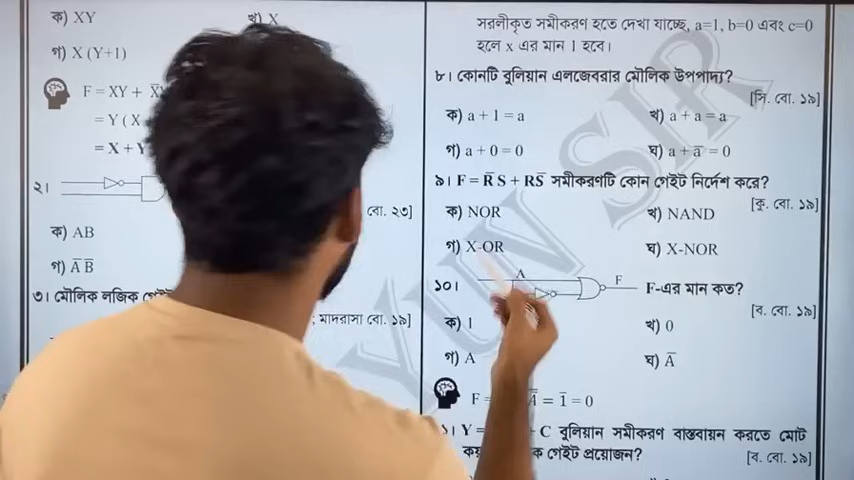 ক) XY
খ) X
গ) X (Y+1)
F = XY +
= Y ( X
= X + Y
২।
বো. ২৩]
ক) AB
গ) A̅ B̅
৩। মৌলিক লজিক
; মাদরাসা বো. ১৯]
সরলীকৃত সমীকরণ হতে দেখা যাচ্ছে, a=1, b=0 এবং c=0
হলে x এর মান 1 হবে।
৮। কোনটি বুলিয়ান এলজেবরার মৌলিক উপপাদ্য?
[সি. বো. ১৯]
ক) a + 1 = a
খ) a + a = a
গ) a + 0 = 0
ঘ) a + a̅ = 0
৯। F = R̅ S + RS̅ সমীকরণটি কোন গেইট নির্দেশ করে?
[কু. বো. ১৯]
ক) NOR
খ) NAND
গ) X-OR
ঘ) X-NOR
১০।
A
F
F-এর মান কত?
[ব. বো. ১৯]
ক) 1
খ) 0
গ) A
ঘ) A̅
F =
= 1̅ = 0
১। Y =
+ C বুলিয়ান সমীকরণ বাস্তবায়ন করতে মোট
গেইট প্রয়োজন?
[ব. বো. ১৯]
YUNUN SIR